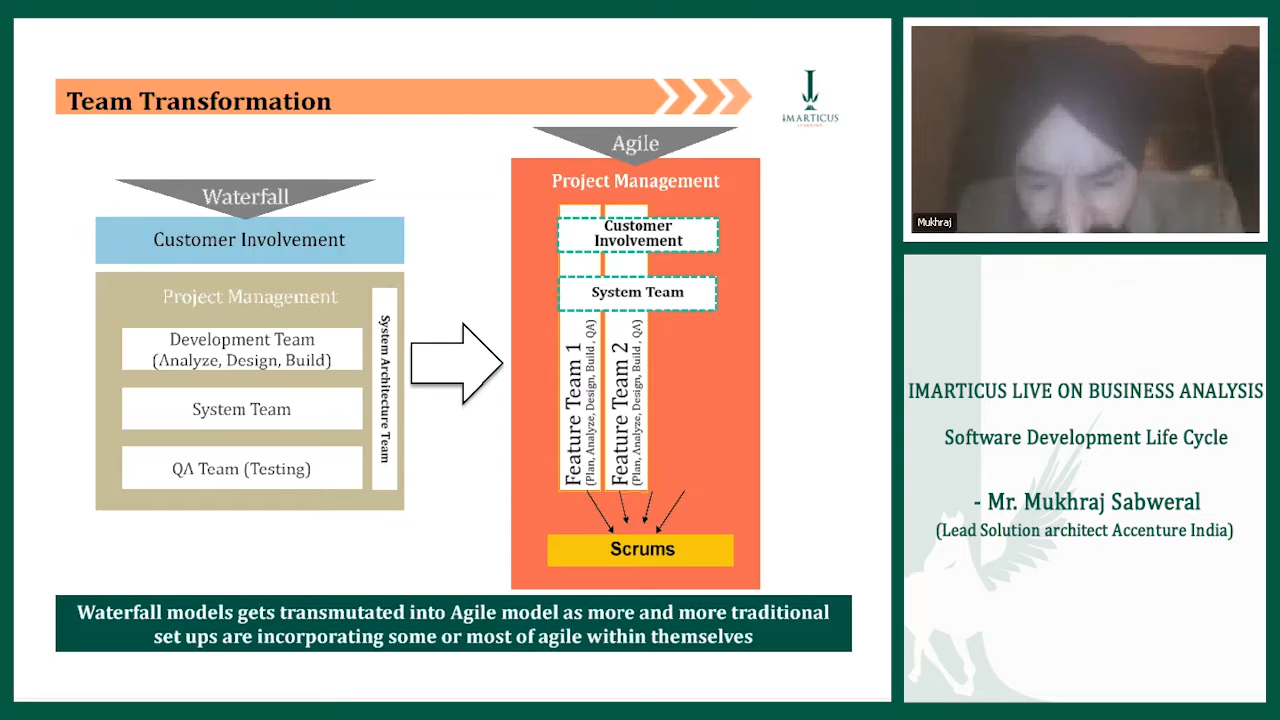 Team Transformation
IMARTICUS
LEARNING
Waterfall
Customer Involvement
Project Management
Development Team
(Analyze, Design, Build)
System Team
QA Team (Testing)
System Architecture Team
Agile
Project Management
Customer
Involvement
System Team
Feature Team 1
(Plan, Analyze, Design, Build , QA)
Feature Team 2
(Plan, Analyze, Design, Build , QA)
Scrums
Waterfall models gets transmutated into Agile model as more and more traditional
set ups are incorporating some or most of agile within themselves
Mukhraj
IMARTICUS LIVE ON BUSINESS ANALYSIS
Software Development Life Cycle
- Mr. Mukhraj Sabweral
(Lead Solution architect Accenture India)